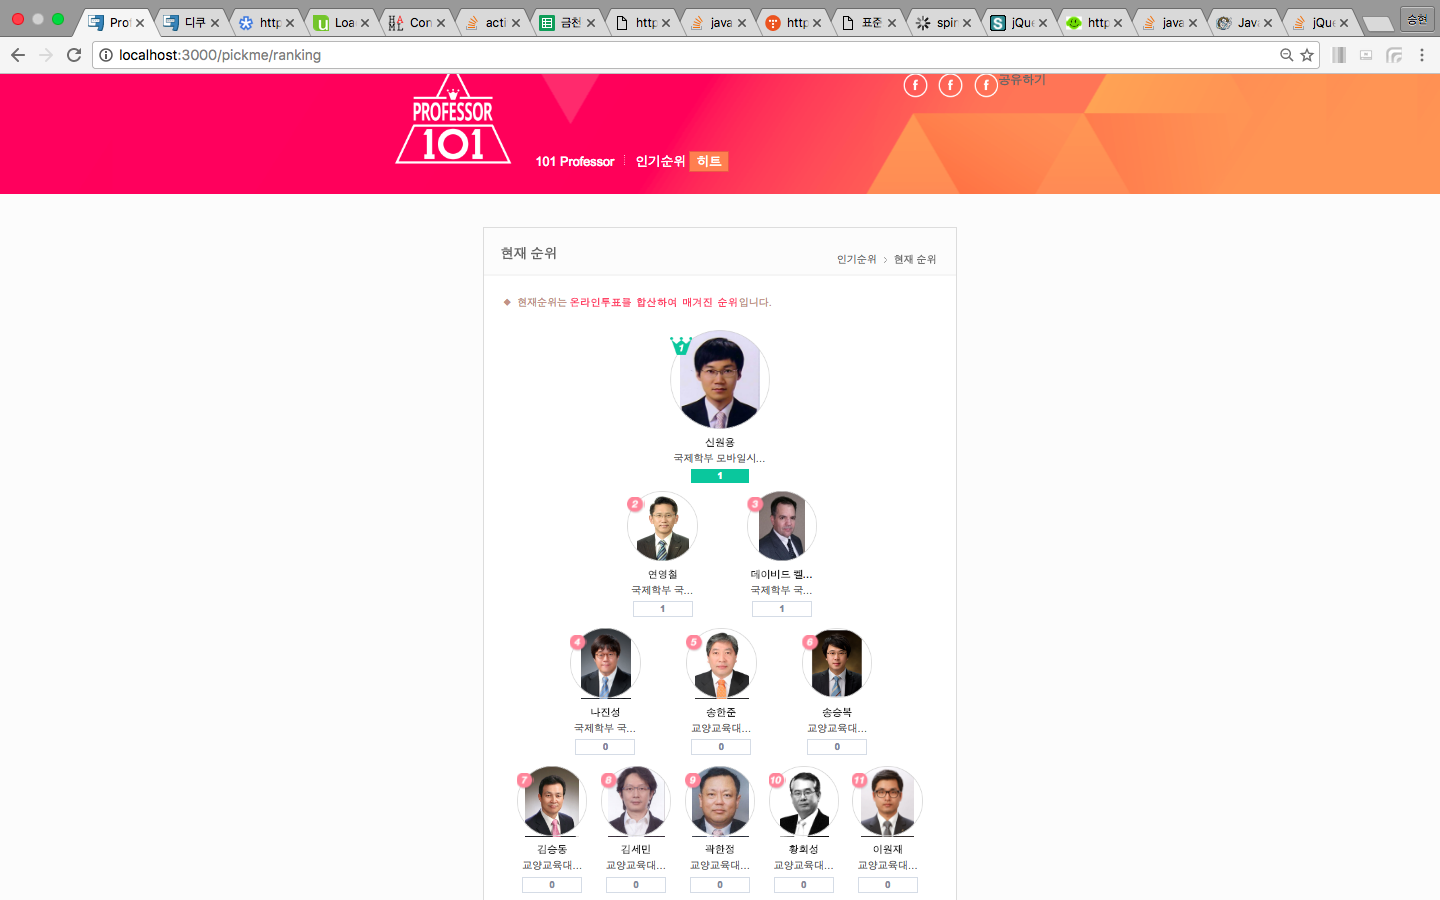 Prof
디쿠
http
Loa
Cor
acti
금천
http
java
http
표준
spir
jQue
http
java
Java
jQue
승현
localhost:3000/pickme/ranking
공유하기
PROFESSOR
101
101 Professor
인기순위
히트
현재 순위
인기순위 > 현재 순위
현재순위는 온라인투표를 합산하여 매겨진 순위입니다.
1
신원용
국제학부 모바일시...
1
2
3
연영철
데이비드 켈...
국제학부 국...
국제학부 국...
1
1
4
5
6
나진성
송한준
송승복
국제학부 국...
교양교육대...
교양교육대...
0
0
0
7
8
9
10
11
김승동
김세민
곽한정
황회성
이원재
교양교육대...
교양교육대...
교양교육대...
교양교육대...
교양교육대...
0
0
0
0
0